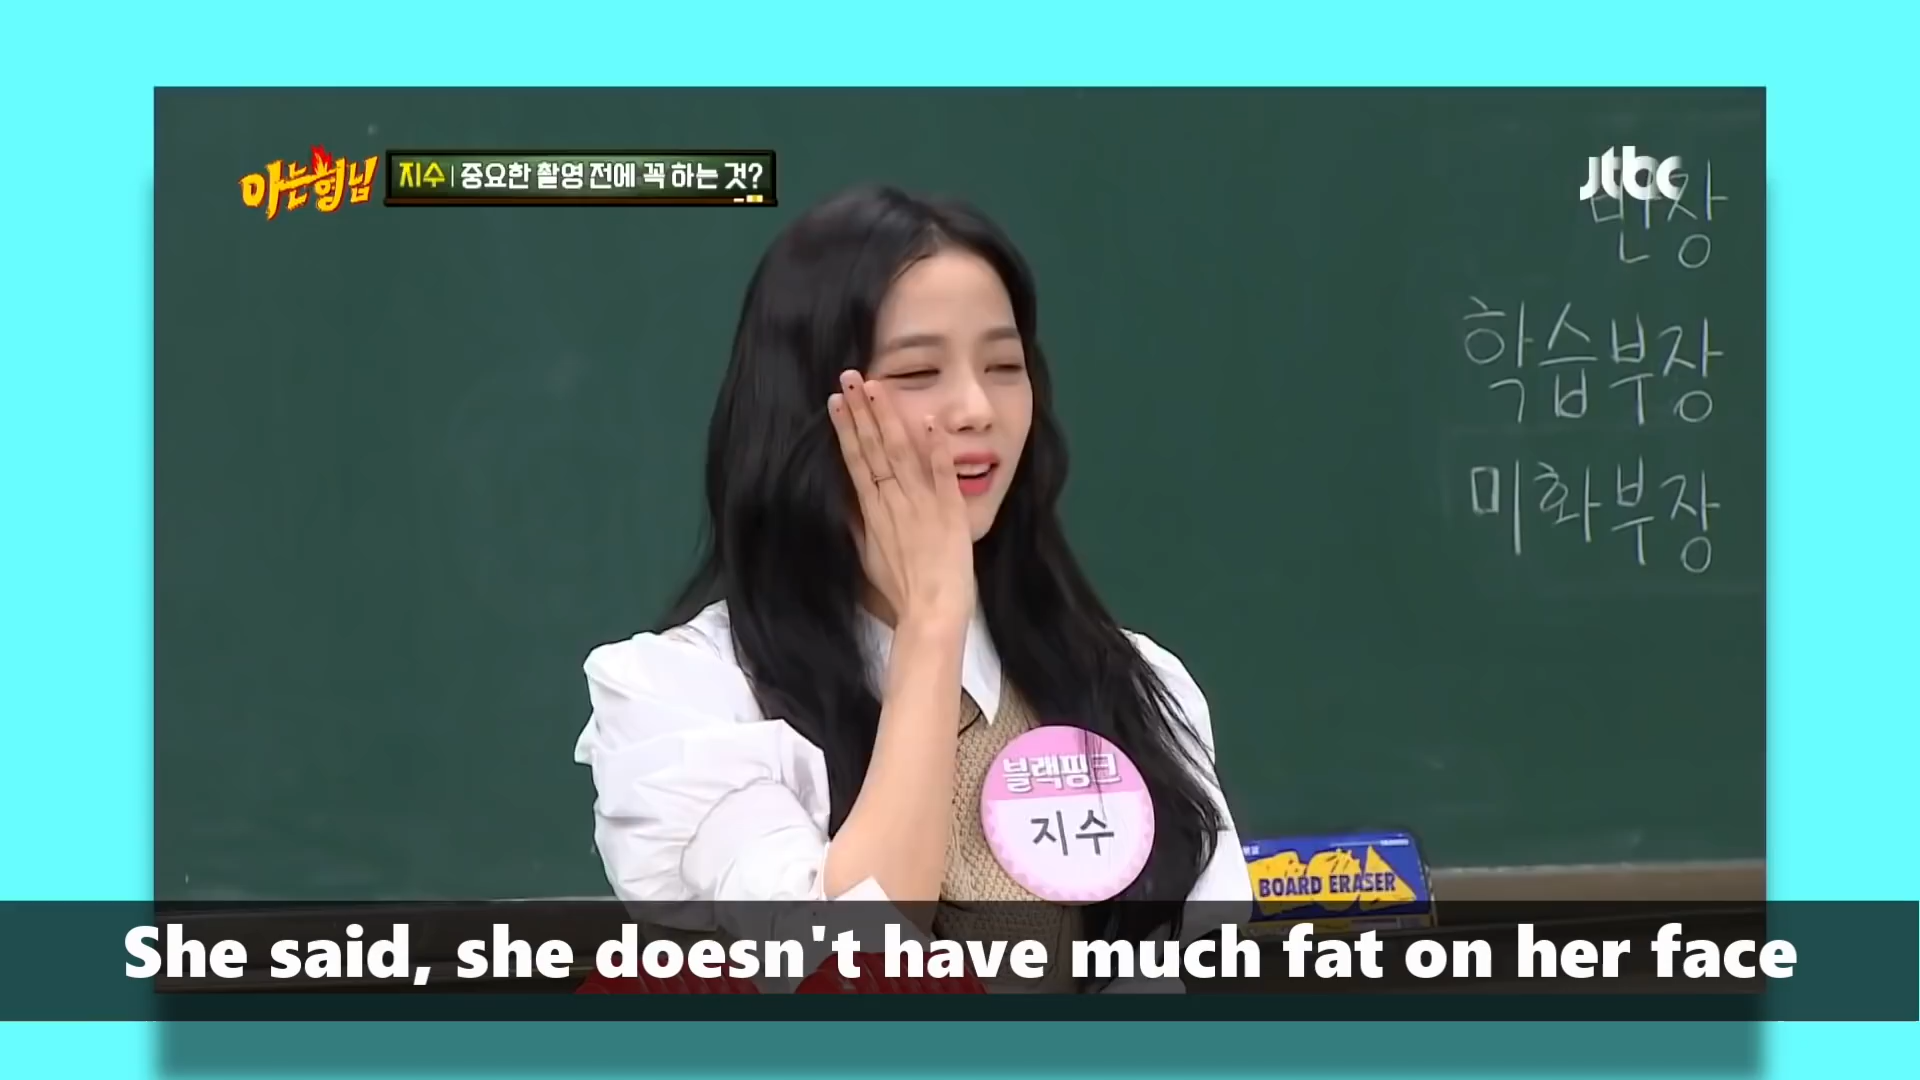 아는형님
지수 | 중요한 촬영 전에 꼭 하는 것?
jtbc
반장
학습부장
미화부장
블랙핑크
지수
BOARD ERASER
She said, she doesn't have much fat on her face